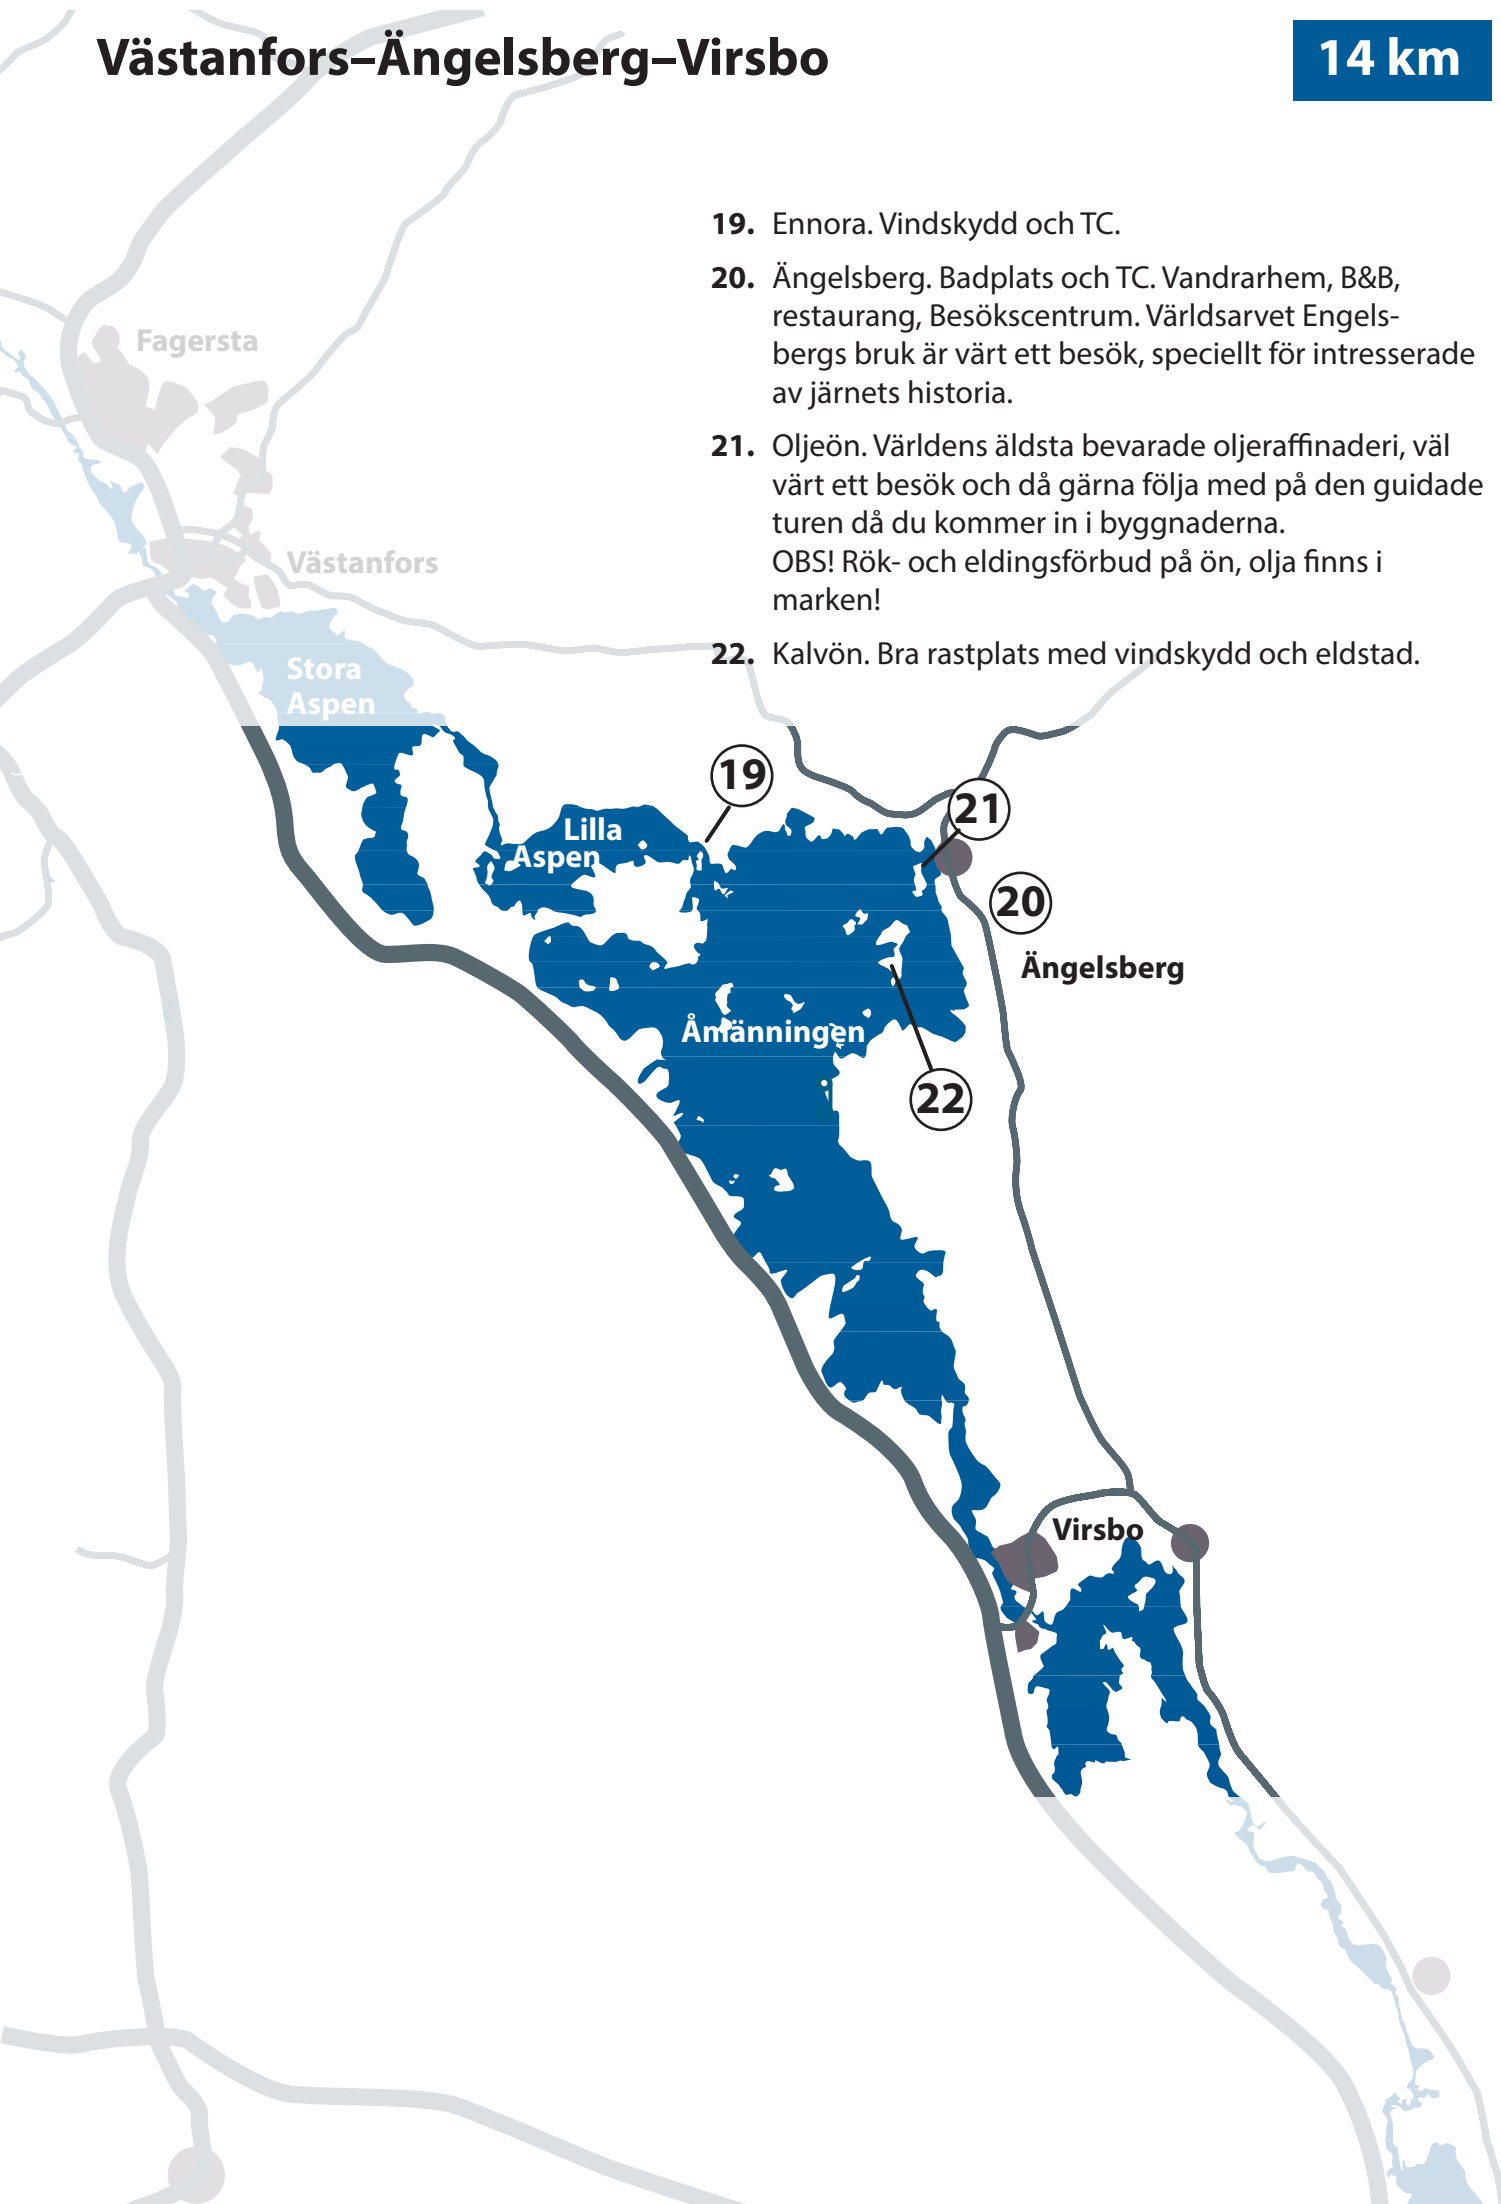 Västanfors–Ängelsberg–Virsbo
14 km
19. Ennora. Vindskydd och TC.
20. Ängelsberg. Badplats och TC. Vandrarhem, B&B,
restaurang, Besökscentrum. Världsarvet Engels-
bergs bruk är värt ett besök, speciellt för intresserade
av järnets historia.
21. Oljeön. Världens äldsta bevarade oljeraffinaderi, väl
värt ett besök och då gärna följa med på den guidade
turen då du kommer in i byggnaderna.
OBS! Rök- och eldingsförbud på ön, olja finns i
marken!
22. Kalvön. Bra rastplats med vindskydd och eldstad.
Fagersta
Västanfors
Stora
Aspen
19
21
Lilla
Aspen
20
Ängelsberg
Åmänningen
22
Virsbo